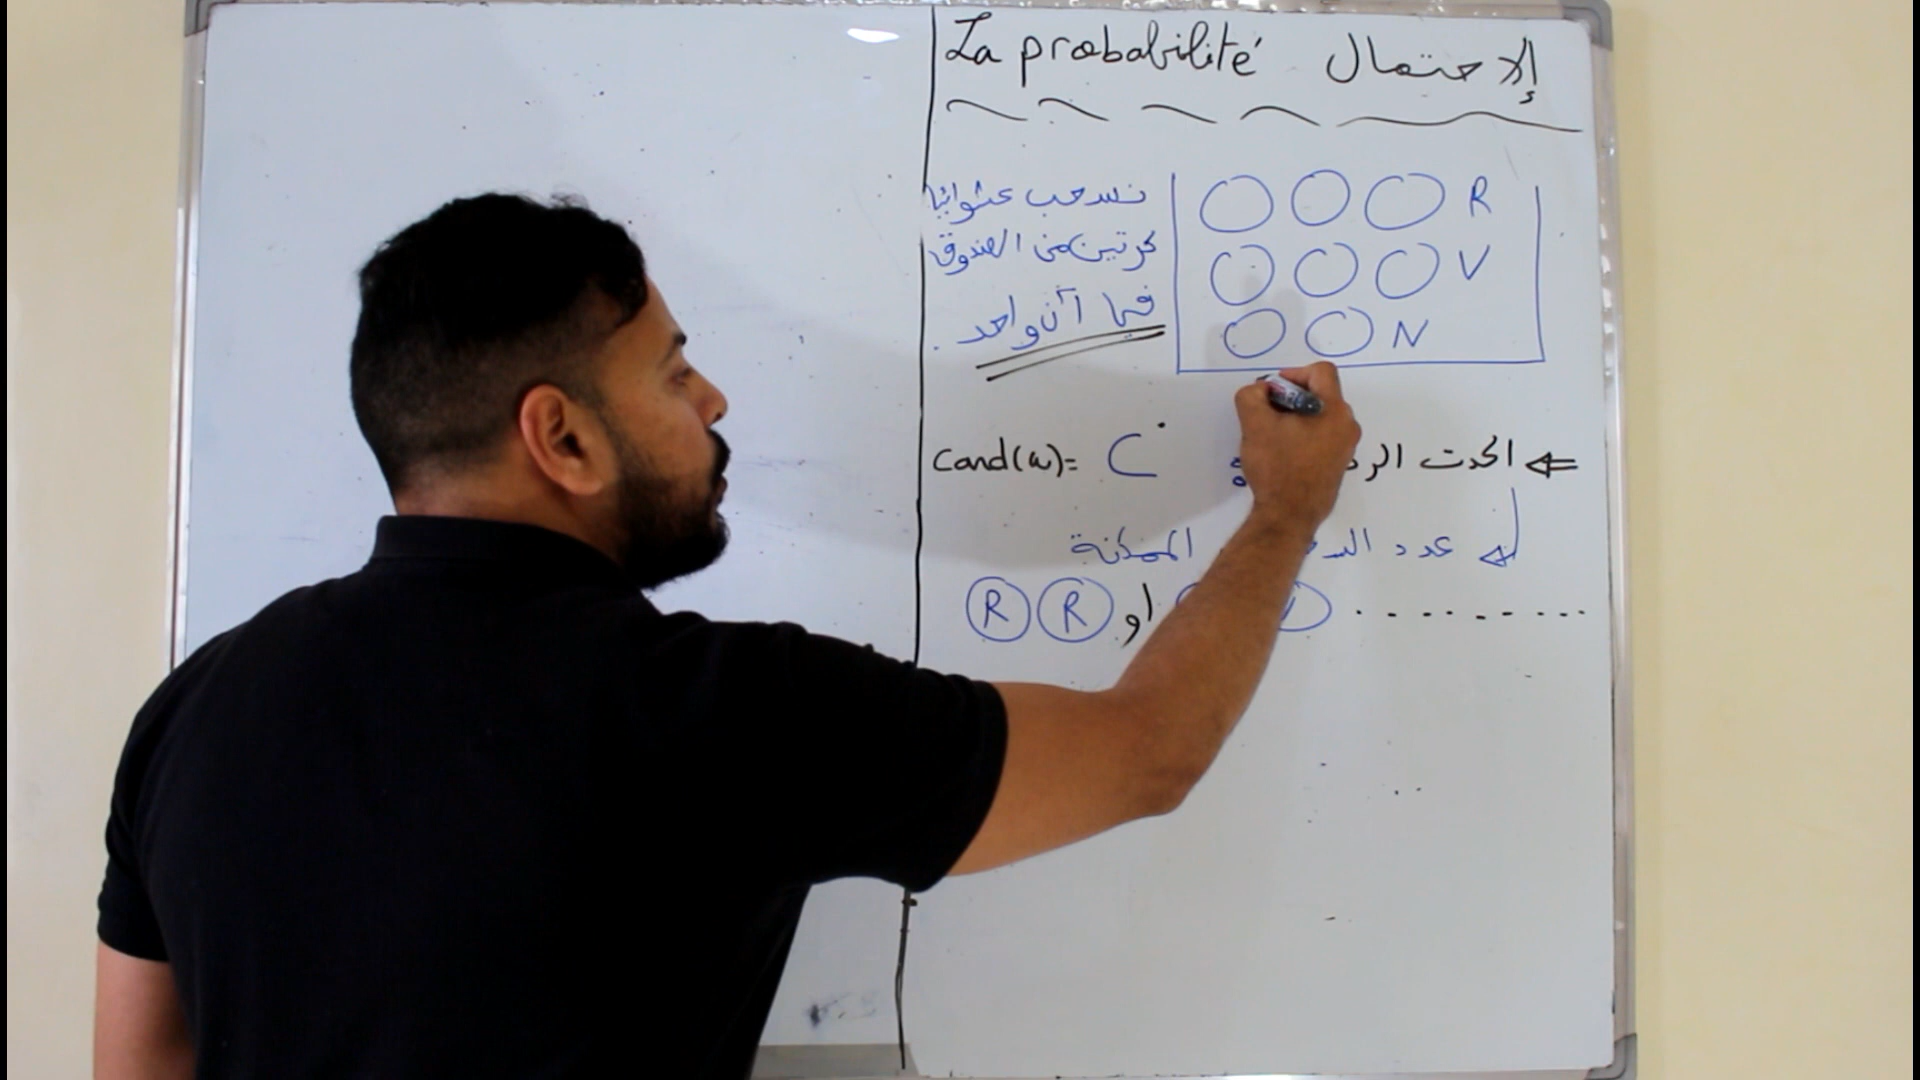 La probabilité الإحتمال
نسحب عشوائيا
كرتين من الصندوق
في آن واحد.
R
V
N
Card(ω)= C الحدث
عدد الممكنة
R R او